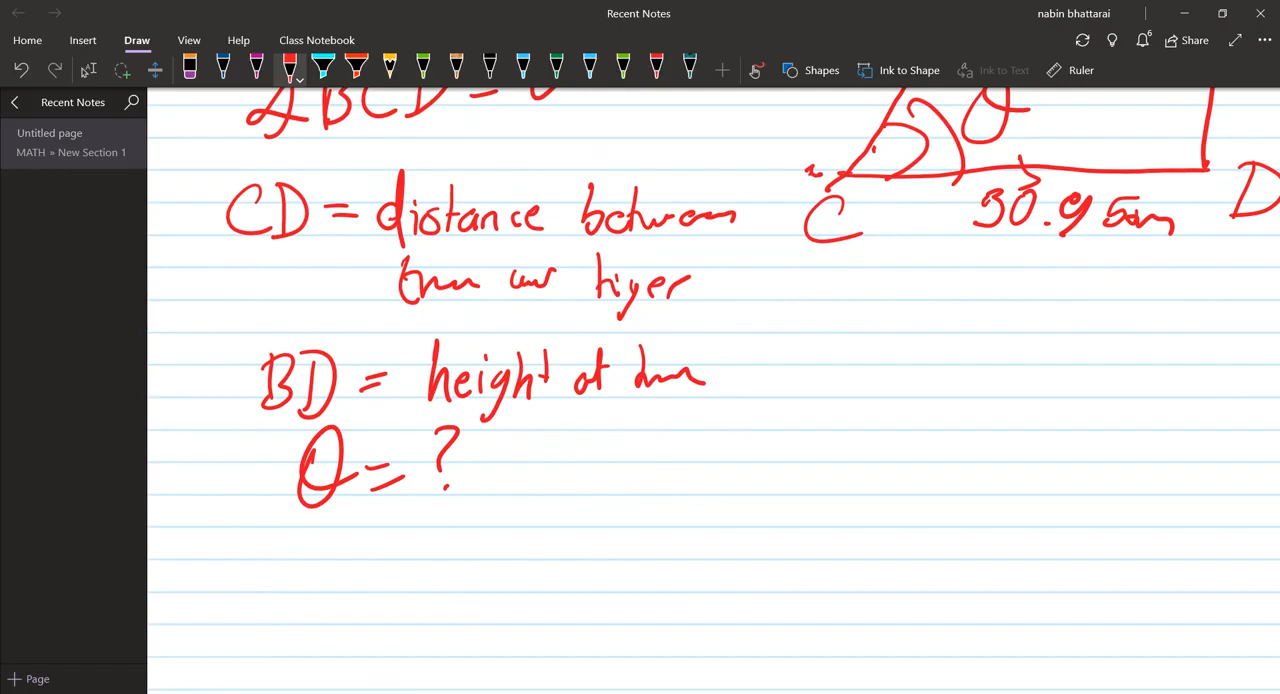 Recent Notes
nabin bhattarai
Home Insert Draw View Help Class Notebook
6
Share
Shapes Ink to Shape Ink to Text Ruler
Recent Notes
Untitled page
MATH » New Section 1
ABCD =
θ
C 30.95m D
CD = distance between
tiger
BD = height of
θ = ?
Page